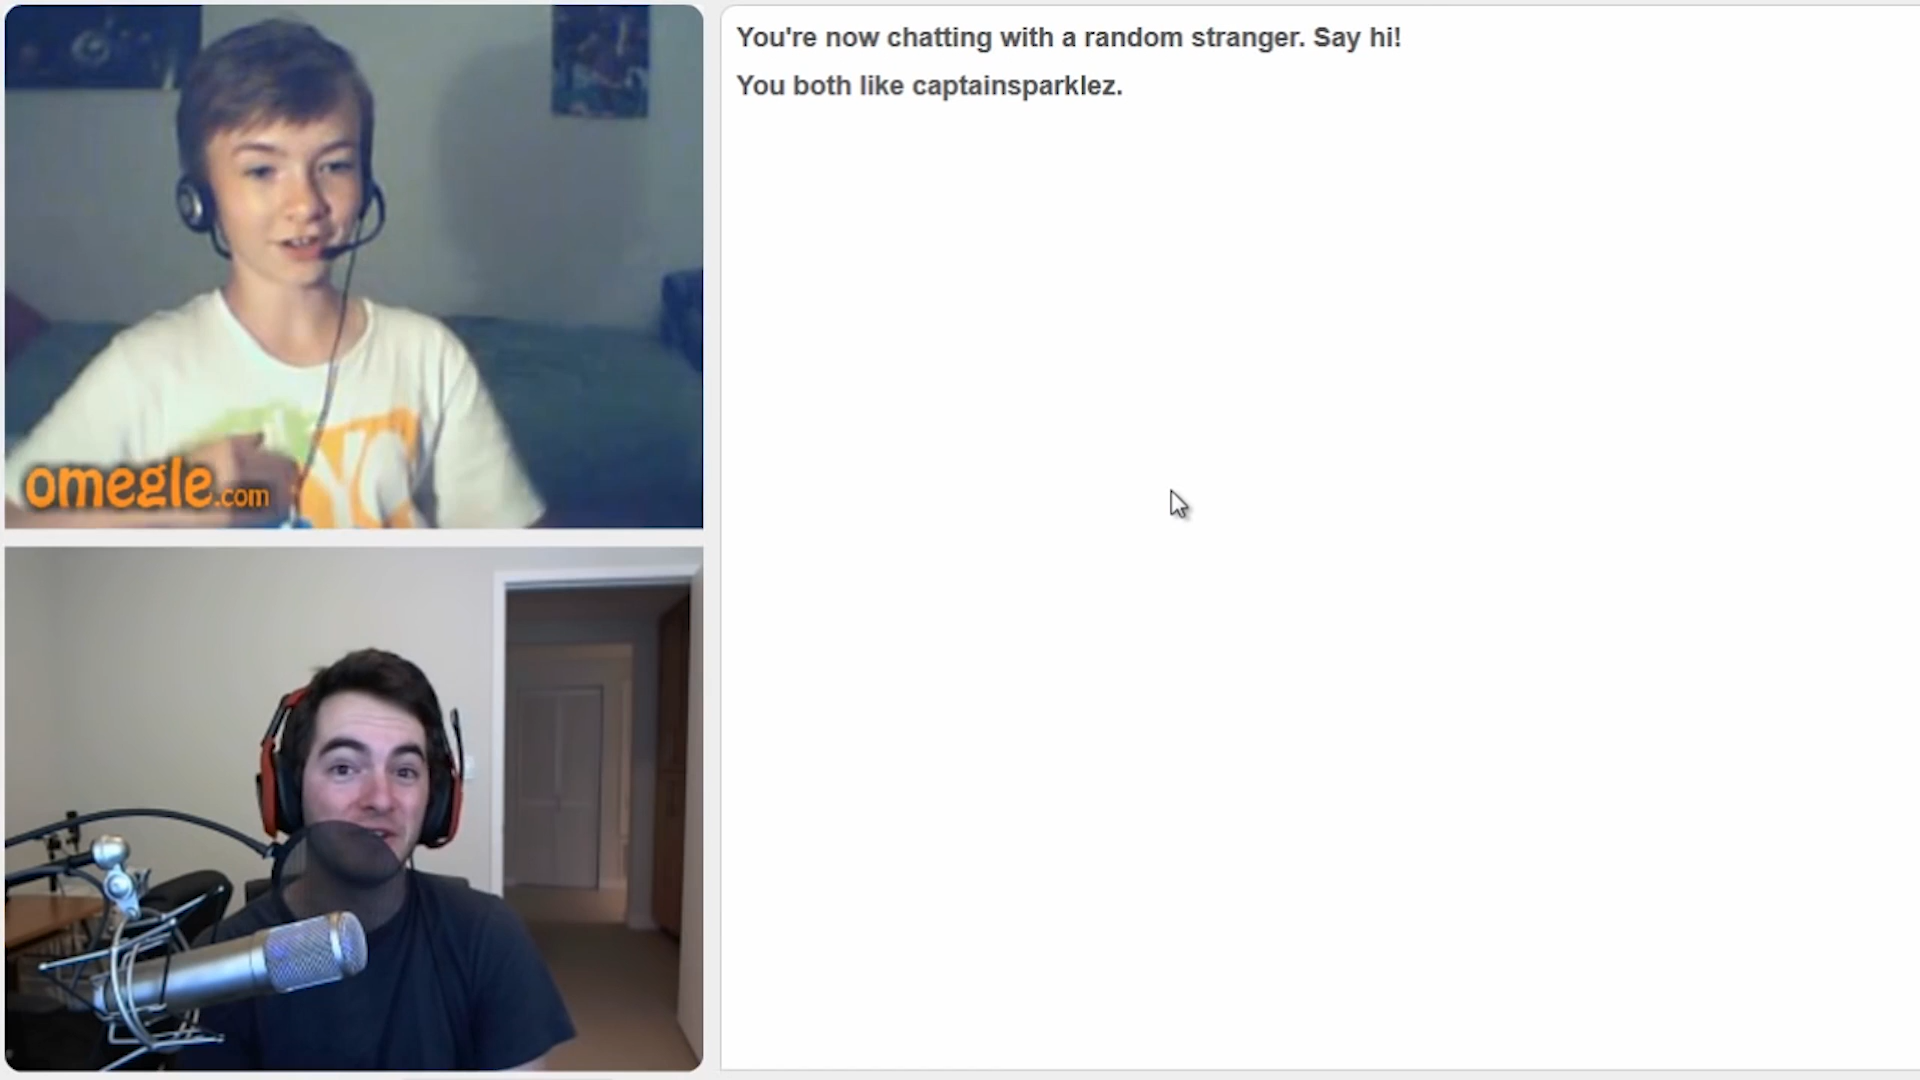 You're now chatting with a random stranger. Say hi!
You both like captainsparklez.
omegle.com